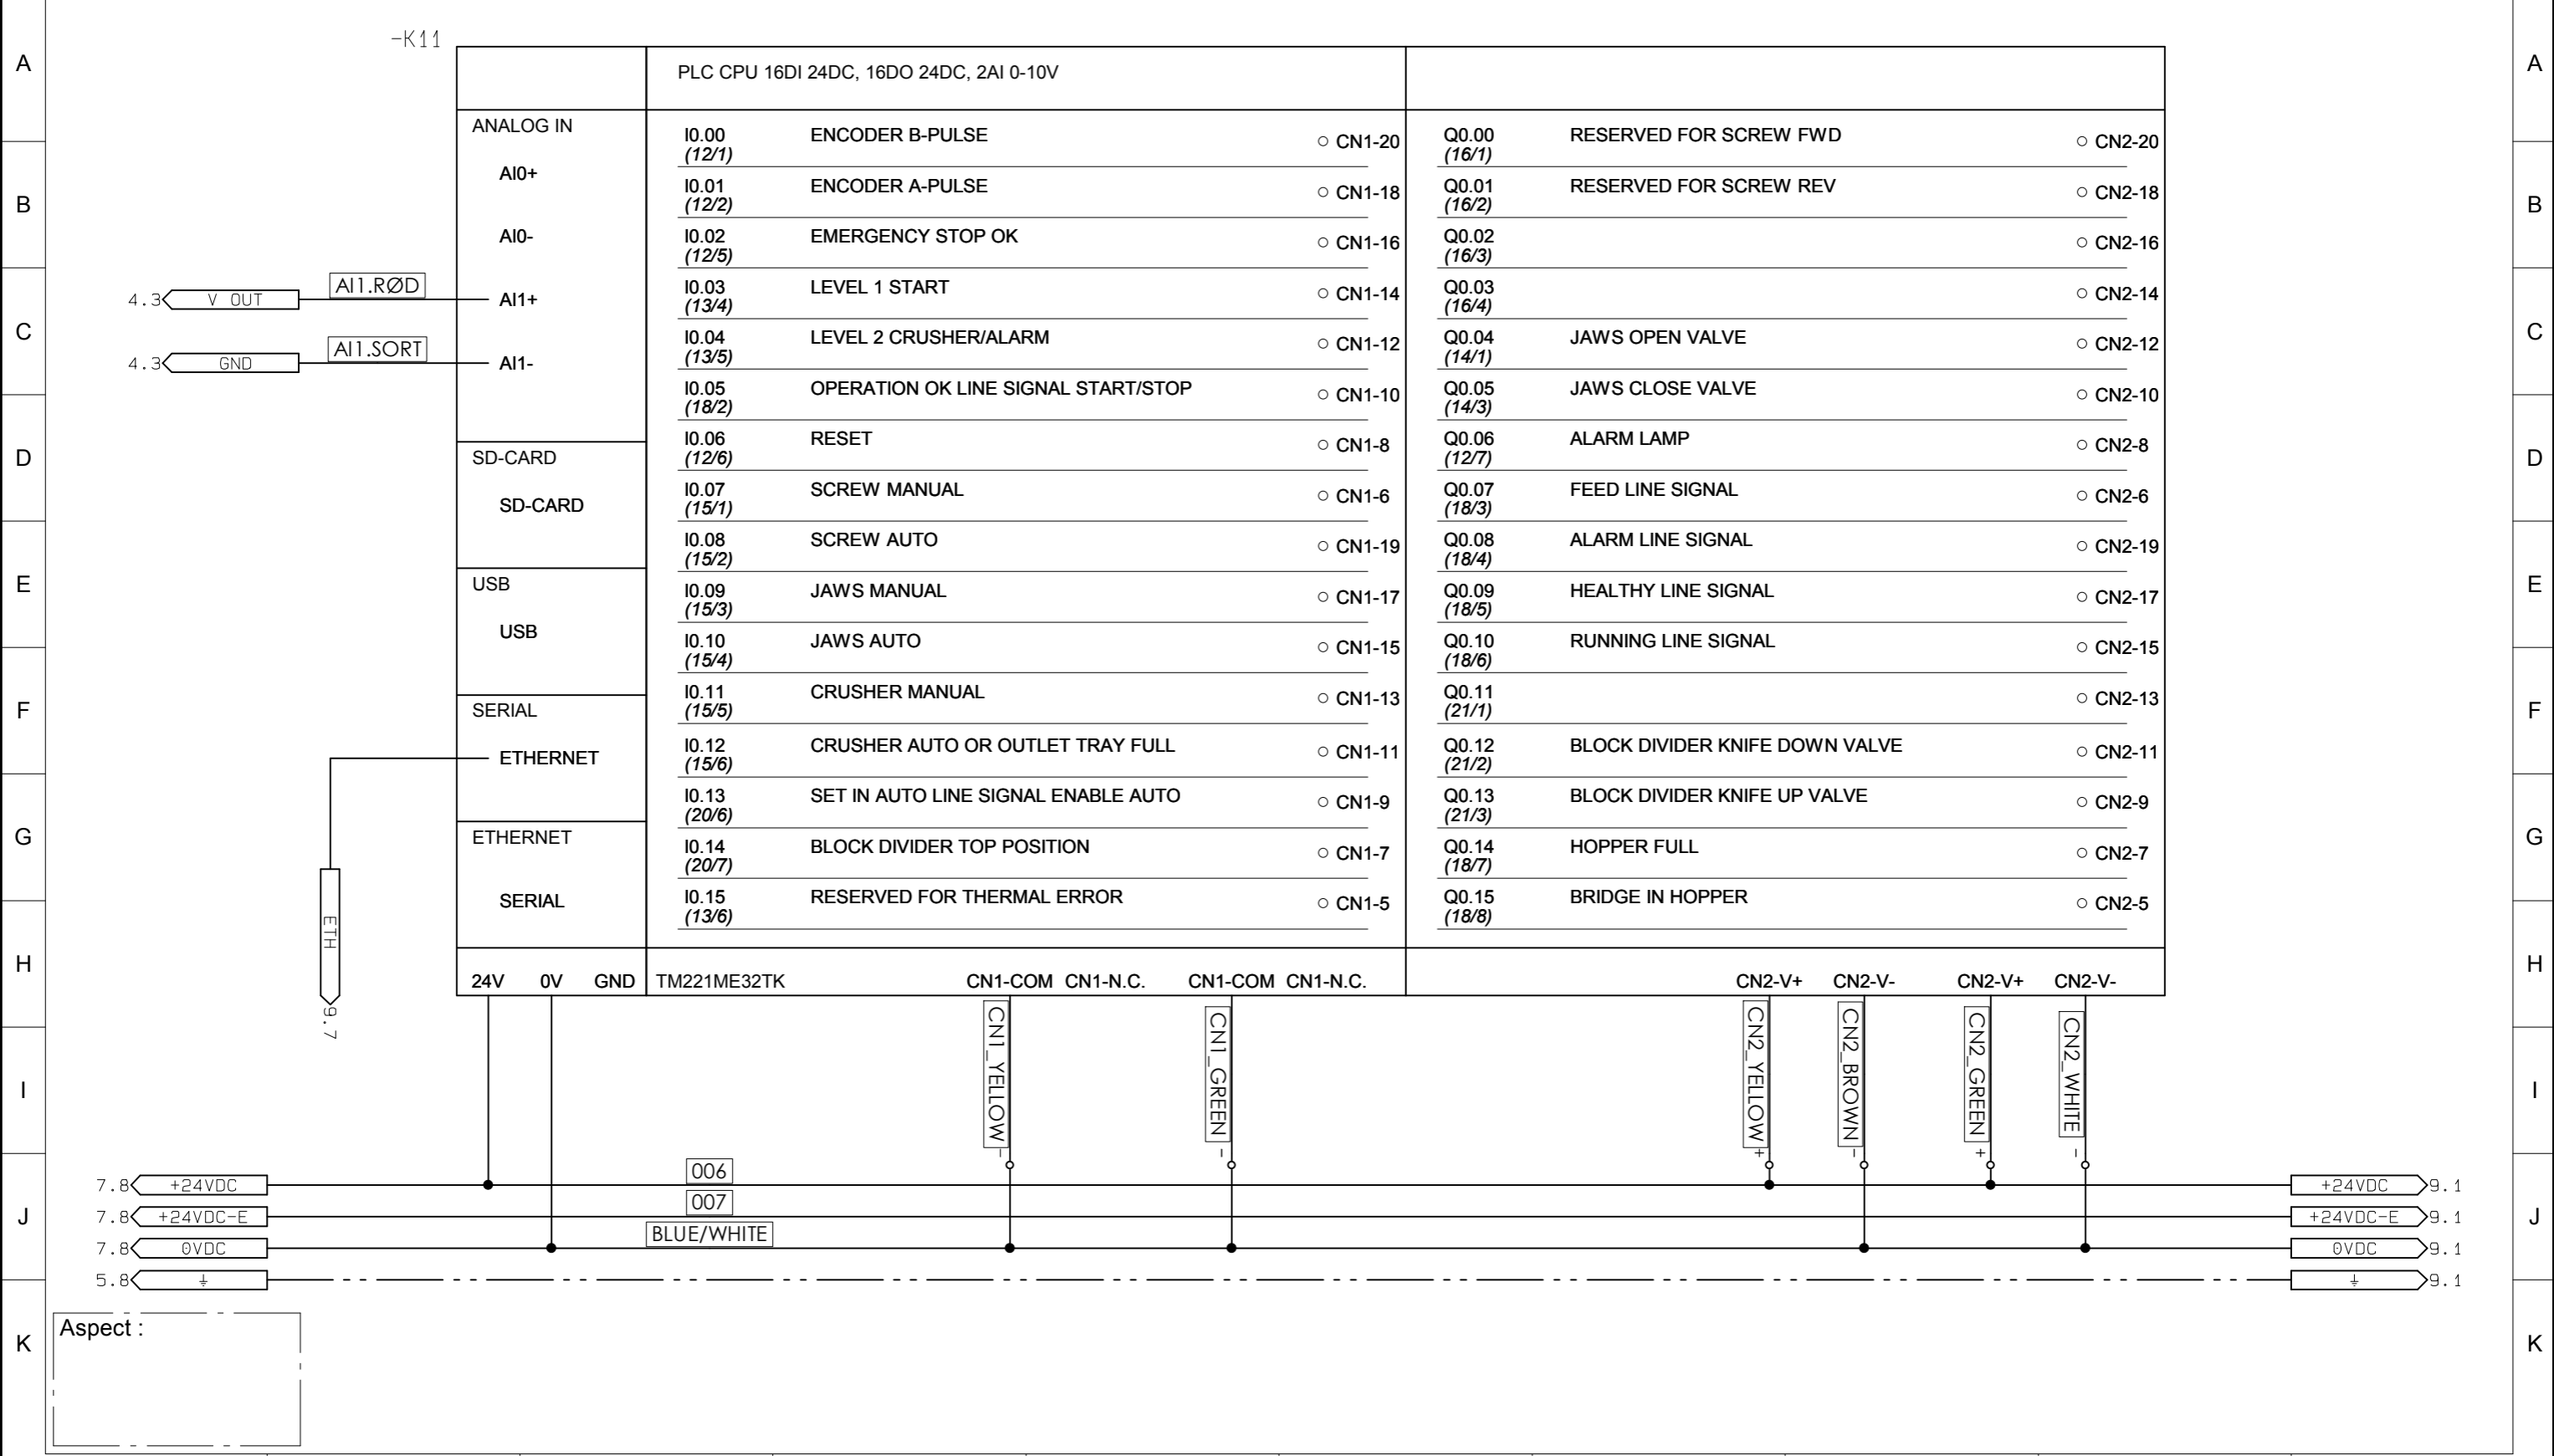 -K11
PLC CPU 16DI 24DC, 16DO 24DC, 2AI 0-10V
A A
B B
C C
D D
E E
F F
G G
H H
I I
J J
K K
ANALOG IN
AI0+
AI0-
4.3 V OUT AI1.RØD AI1+
4.3 GND AI1.SORT AI1-
SD-CARD
SD-CARD
USB
USB
SERIAL
ETHERNET
ETHERNET
SERIAL
ETH
9.7
I0.00 ENCODER B-PULSE CN1-20
(12/1)
I0.01 ENCODER A-PULSE CN1-18
(12/2)
I0.02 EMERGENCY STOP OK CN1-16
(12/5)
I0.03 LEVEL 1 START CN1-14
(13/4)
I0.04 LEVEL 2 CRUSHER/ALARM CN1-12
(13/5)
I0.05 OPERATION OK LINE SIGNAL START/STOP CN1-10
(18/2)
I0.06 RESET CN1-8
(12/6)
I0.07 SCREW MANUAL CN1-6
(15/1)
I0.08 SCREW AUTO CN1-19
(15/2)
I0.09 JAWS MANUAL CN1-17
(15/3)
I0.10 JAWS AUTO CN1-15
(15/4)
I0.11 CRUSHER MANUAL CN1-13
(15/5)
I0.12 CRUSHER AUTO OR OUTLET TRAY FULL CN1-11
(15/6)
I0.13 SET IN AUTO LINE SIGNAL ENABLE AUTO CN1-9
(20/6)
I0.14 BLOCK DIVIDER TOP POSITION CN1-7
(20/7)
I0.15 RESERVED FOR THERMAL ERROR CN1-5
(13/6)
Q0.00 RESERVED FOR SCREW FWD CN2-20
(16/1)
Q0.01 RESERVED FOR SCREW REV CN2-18
(16/2)
Q0.02 CN2-16
(16/3)
Q0.03 CN2-14
(16/4)
Q0.04 JAWS OPEN VALVE CN2-12
(14/1)
Q0.05 JAWS CLOSE VALVE CN2-10
(14/3)
Q0.06 ALARM LAMP CN2-8
(12/7)
Q0.07 FEED LINE SIGNAL CN2-6
(18/3)
Q0.08 ALARM LINE SIGNAL CN2-19
(18/4)
Q0.09 HEALTHY LINE SIGNAL CN2-17
(18/5)
Q0.10 RUNNING LINE SIGNAL CN2-15
(18/6)
Q0.11 CN2-13
(21/1)
Q0.12 BLOCK DIVIDER KNIFE DOWN VALVE CN2-11
(21/2)
Q0.13 BLOCK DIVIDER KNIFE UP VALVE CN2-9
(21/3)
Q0.14 HOPPER FULL CN2-7
(18/7)
Q0.15 BRIDGE IN HOPPER CN2-5
(18/8)
24V 0V GND TM221ME32TK CN1-COM CN1-N.C. CN1-COM CN1-N.C. CN2-V+ CN2-V- CN2-V+ CN2-V-
CN1_YELLOW -
CN1_GREEN -
CN2_YELLOW +
CN2_BROWN -
CN2_GREEN +
CN2_WHITE -
7.8 +24VDC 006 +24VDC 9.1
7.8 +24VDC-E 007 +24VDC-E 9.1
7.8 0VDC BLUE/WHITE 0VDC 9.1
5.8 9.1
Aspect :